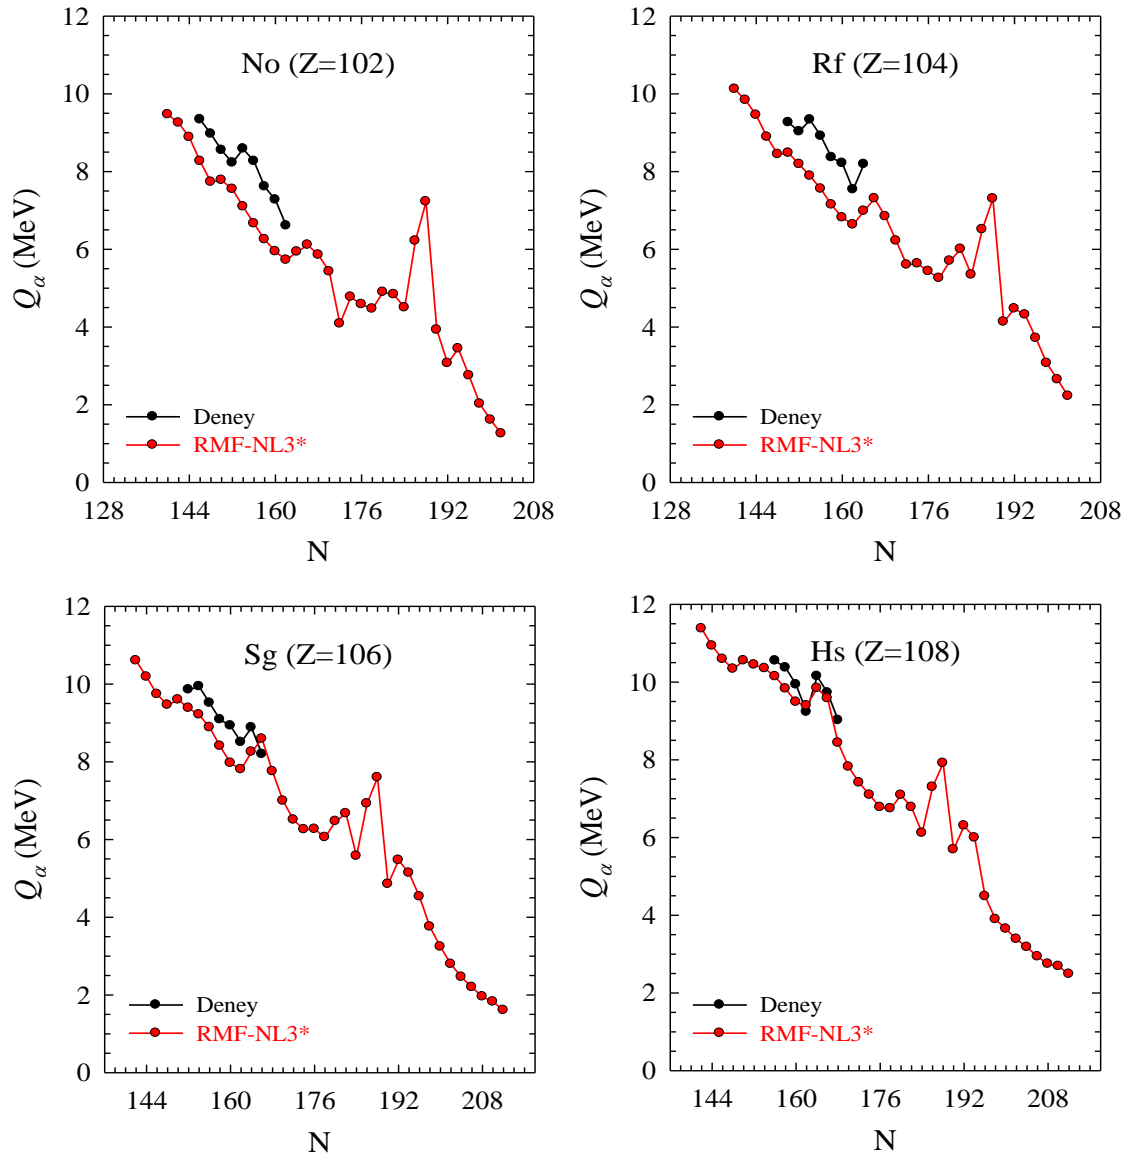 No (Z=102)
12
10
8
6
4
2
0
Qα (MeV)
Deney
RMF-NL3*
128 144 160 176 192 208
N
Rf (Z=104)
12
10
8
6
4
2
0
Qα (MeV)
Deney
RMF-NL3*
128 144 160 176 192 208
N
Sg (Z=106)
12
10
8
6
4
2
0
Qα (MeV)
Deney
RMF-NL3*
144 160 176 192 208
N
Hs (Z=108)
12
10
8
6
4
2
0
Qα (MeV)
Deney
RMF-NL3*
144 160 176 192 208
N